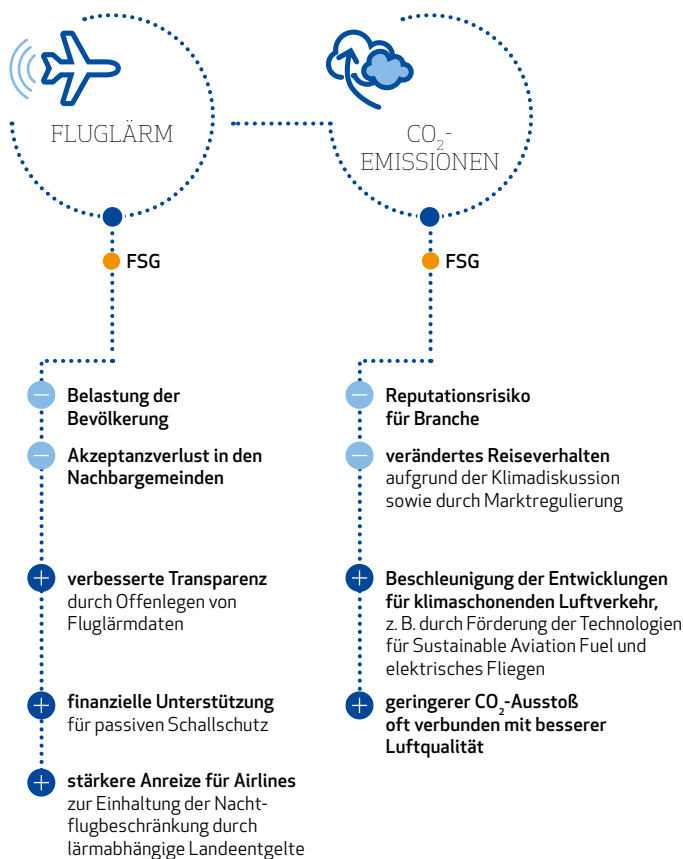 FLUGLÄRM
FSG
Belastung der
Bevölkerung
Akzeptanzverlust in den
Nachbargemeinden
verbesserte Transparenz
durch Offenlegen von
Fluglärmdaten
finanzielle Unterstützung
für passiven Schallschutz
stärkere Anreize für Airlines
zur Einhaltung der Nacht-
flugbeschränkung durch
lärmabhängige Landeentgelte
CO₂-
EMISSIONEN
FSG
Reputationsrisiko
für Branche
verändertes Reiseverhalten
aufgrund der Klimadiskussion
sowie durch Marktregulierung
Beschleunigung der Entwicklungen
für klimaschonenden Luftverkehr,
z. B. durch Förderung der Technologien
für Sustainable Aviation Fuel und
elektrisches Fliegen
geringerer CO₂-Ausstoß
oft verbunden mit besserer
Luftqualität